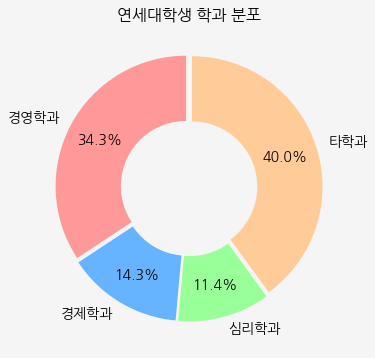 연세대학생 학과 분포
경영학과
34.3%
타학과
40.0%
경제학과
14.3%
심리학과
11.4%